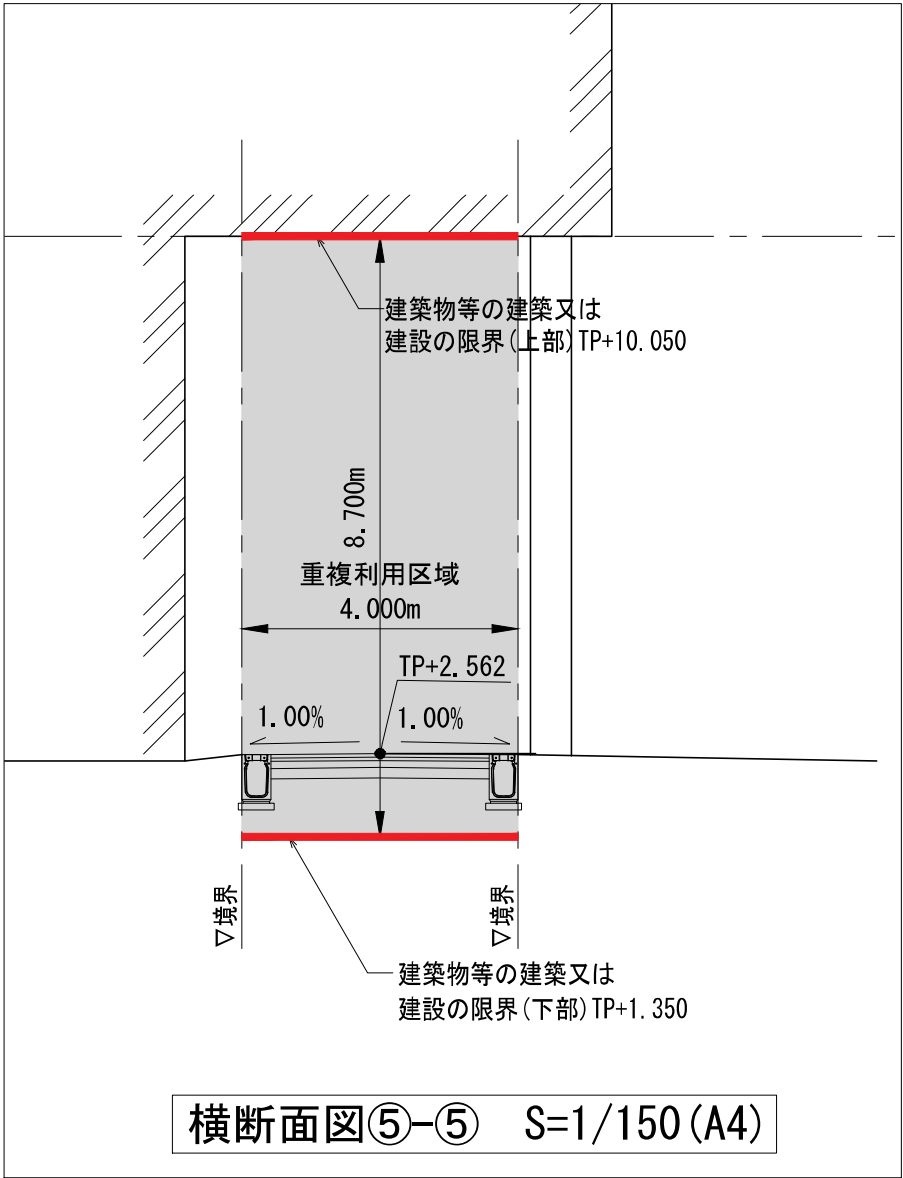 建築物等の建築又は
建設の限界(上部)TP+10.050
8.700m
重複利用区域
4.000m
TP+2.562
1.00%
1.00%
▽境界
▽境界
建築物等の建築又は
建設の限界(下部)TP+1.350
横断面図⑤-⑤ S=1/150(A4)